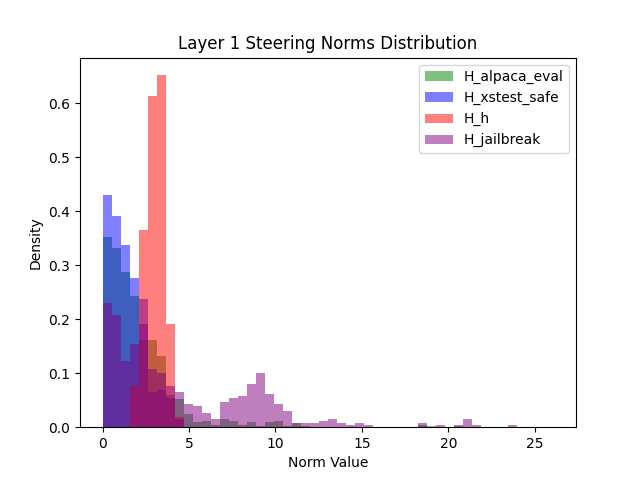 Layer 1 Steering Norms Distribution
H_alpaca_eval
H_xstest_safe
H_h
H_jailbreak
Density
0.6
0.5
0.4
0.3
0.2
0.1
0.0
0 5 10 15 20 25
Norm Value